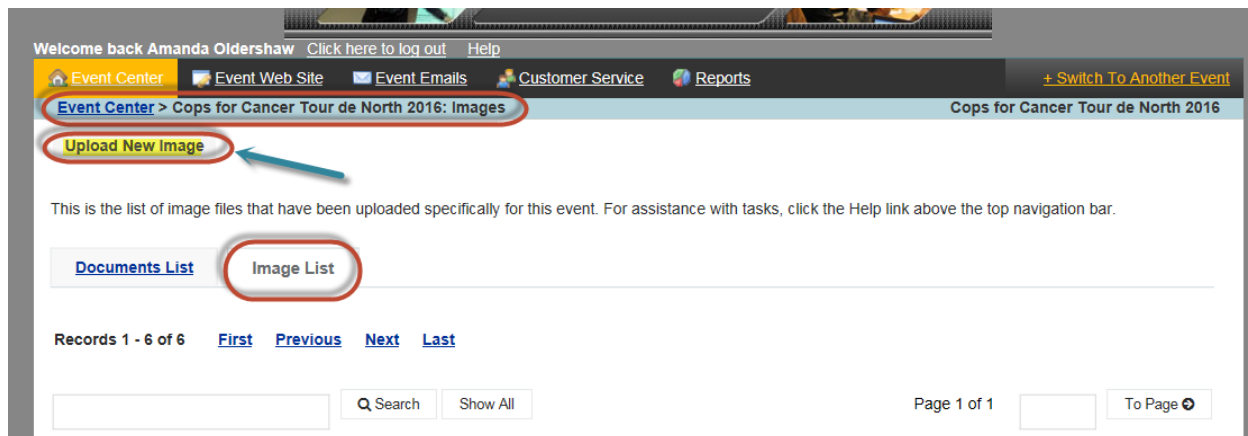 Welcome back Amanda Oldershaw Click here to log out Help
Event Center Event Web Site Event Emails Customer Service Reports + Switch To Another Event
Event Center > Cops for Cancer Tour de North 2016: Images Cops for Cancer Tour de North 2016
Upload New Image
This is the list of image files that have been uploaded specifically for this event. For assistance with tasks, click the Help link above the top navigation bar.
Documents List Image List
Records 1 - 6 of 6 First Previous Next Last
Search Show All Page 1 of 1 To Page